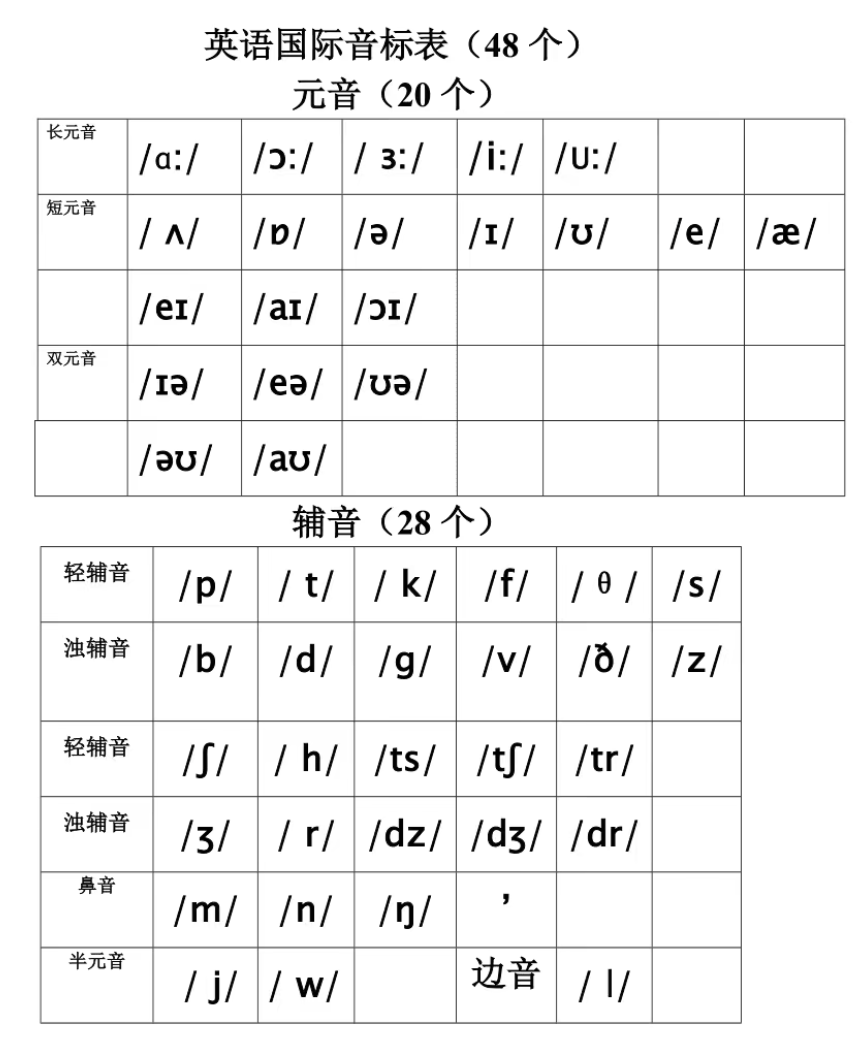 英语国际音标表（48 个）
元音（20 个）
长元音 /ɑː/ /ɔː/ / ɜː/ /iː/ /Uː/
短元音 / ʌ/ /ɒ/ /ə/ /ɪ/ /ʊ/ /e/ /æ/
/eɪ/ /aɪ/ /ɔɪ/
双元音 /ɪə/ /eə/ /ʊə/
/əʊ/ /aʊ/
辅音（28 个）
轻辅音 /p/ / t/ / k/ /f/ / θ / /s/
浊辅音 /b/ /d/ /g/ /v/ /ð/ /z/
轻辅音 /ʃ/ / h/ /ts/ /tʃ/ /tr/
浊辅音 /ʒ/ / r/ /dz/ /dʒ/ /dr/
鼻音 /m/ /n/ /ŋ/ ’
半元音 / j/ / w/ 边音 / l/